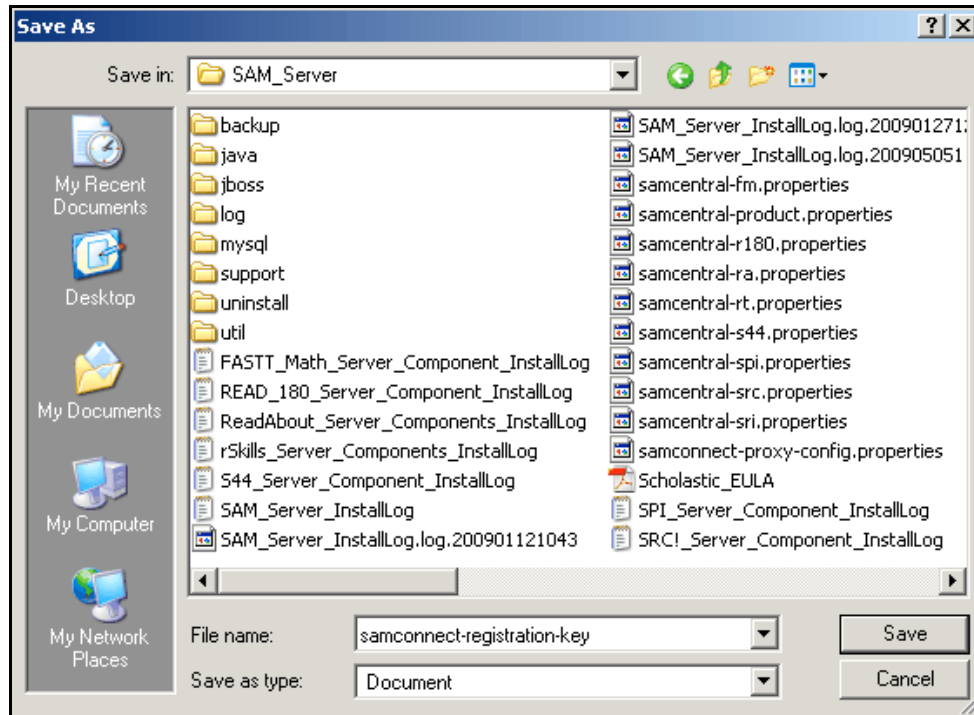 Save As
Save in:
SAM_Server
My Recent
Documents
Desktop
My Documents
My Computer
My Network
Places
backup
java
jboss
log
mysql
support
uninstall
util
FASTT_Math_Server_Component_InstallLog
READ_180_Server_Component_InstallLog
ReadAbout_Server_Components_InstallLog
rSkills_Server_Components_InstallLog
S44_Server_Component_InstallLog
SAM_Server_InstallLog
SAM_Server_InstallLog.log.200901121043
SAM_Server_InstallLog.log.200901271
SAM_Server_InstallLog.log.200905051
samcentral-fm.properties
samcentral-product.properties
samcentral-r180.properties
samcentral-ra.properties
samcentral-rt.properties
samcentral-s44.properties
samcentral-spi.properties
samcentral-src.properties
samcentral-sri.properties
samconnect-proxy-config.properties
Scholastic_EULA
SPI_Server_Component_InstallLog
SRC!_Server_Component_InstallLog
File name:
samconnect-registration-key
Save
Save as type:
Document
Cancel